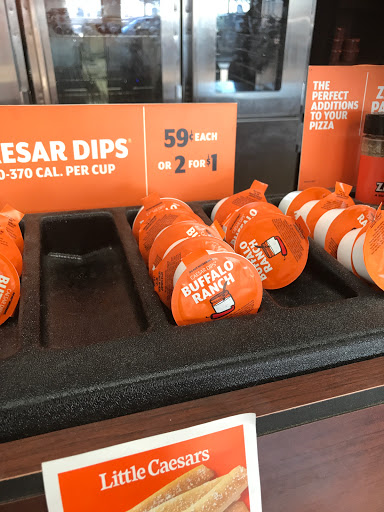 ESAR DIPS®
0-370 CAL. PER CUP
59¢ EACH
OR 2 FOR $1
THE
PERFECT
ADDITIONS
TO YOUR
PIZZA
BUFFALO
RANCH
BUFFALO
RANCH
Little Caesars